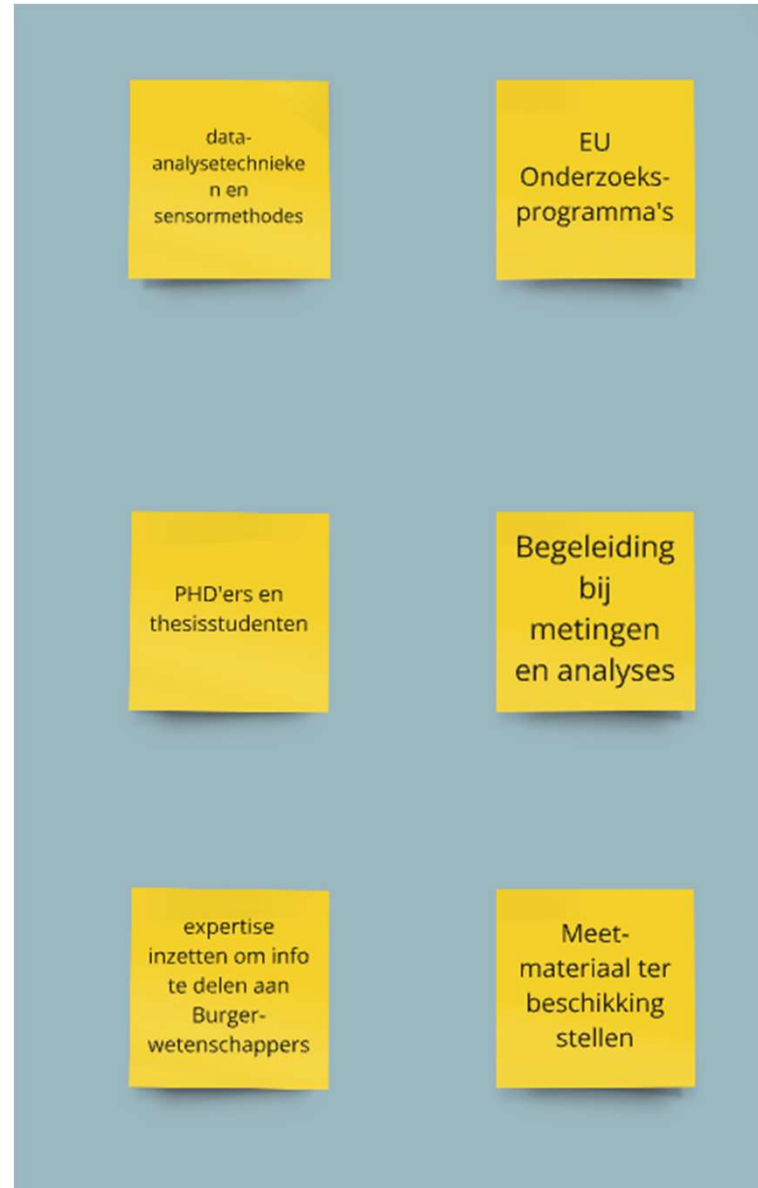 data-
analysetechnieke
n en
sensormethodes
EU
Onderzoeks-
programma's
PHD'ers en
thesisstudenten
Begeleiding
bij
metingen
en analyses
expertise
inzetten om info
te delen aan
Burger-
wetenschappers
Meet-
materiaal ter
beschikking
stellen